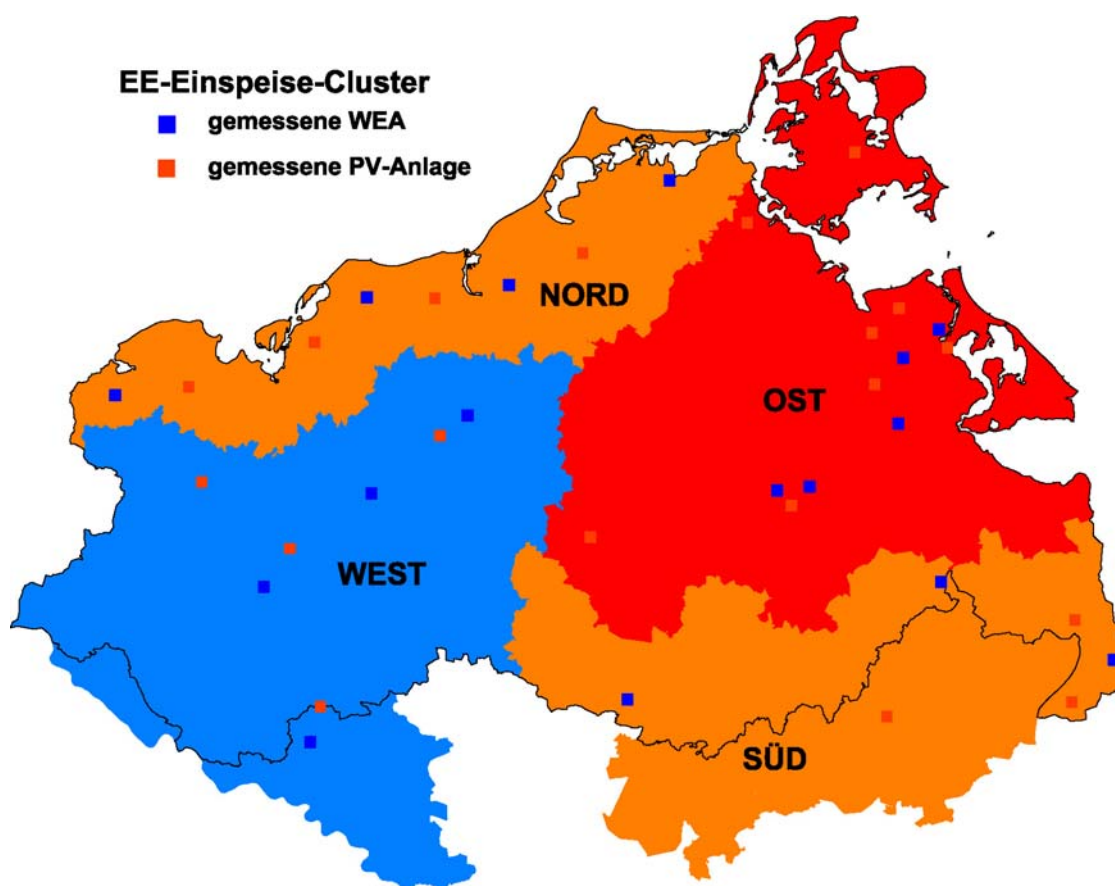 EE-Einspeise-Cluster
gemessene WEA
gemessene PV-Anlage
NORD
OST
WEST
SÜD